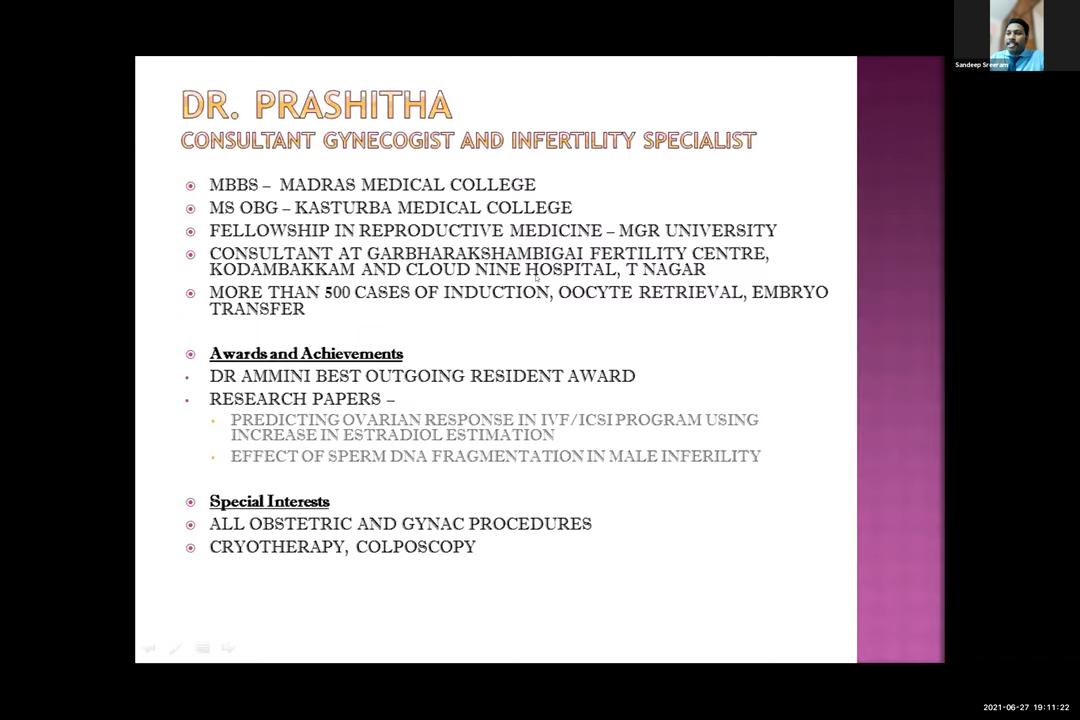 Sandeep Sreeram
DR. PRASHITHA
CONSULTANT GYNECOGIST AND INFERTILITY SPECIALIST
MBBS – MADRAS MEDICAL COLLEGE
MS OBG – KASTURBA MEDICAL COLLEGE
FELLOWSHIP IN REPRODUCTIVE MEDICINE – MGR UNIVERSITY
CONSULTANT AT GARBHARAKSHAMBIGAI FERTILITY CENTRE,
KODAMBAKKAM AND CLOUD NINE HOSPITAL, T NAGAR
MORE THAN 500 CASES OF INDUCTION, OOCYTE RETRIEVAL, EMBRYO
TRANSFER
Awards and Achievements
DR AMMINI BEST OUTGOING RESIDENT AWARD
RESEARCH PAPERS –
PREDICTING OVARIAN RESPONSE IN IVF/ICSI PROGRAM USING
INCREASE IN ESTRADIOL ESTIMATION
EFFECT OF SPERM DNA FRAGMENTATION IN MALE INFERILITY
Special Interests
ALL OBSTETRIC AND GYNAC PROCEDURES
CRYOTHERAPY, COLPOSCOPY
2021-06-27 19:11:22